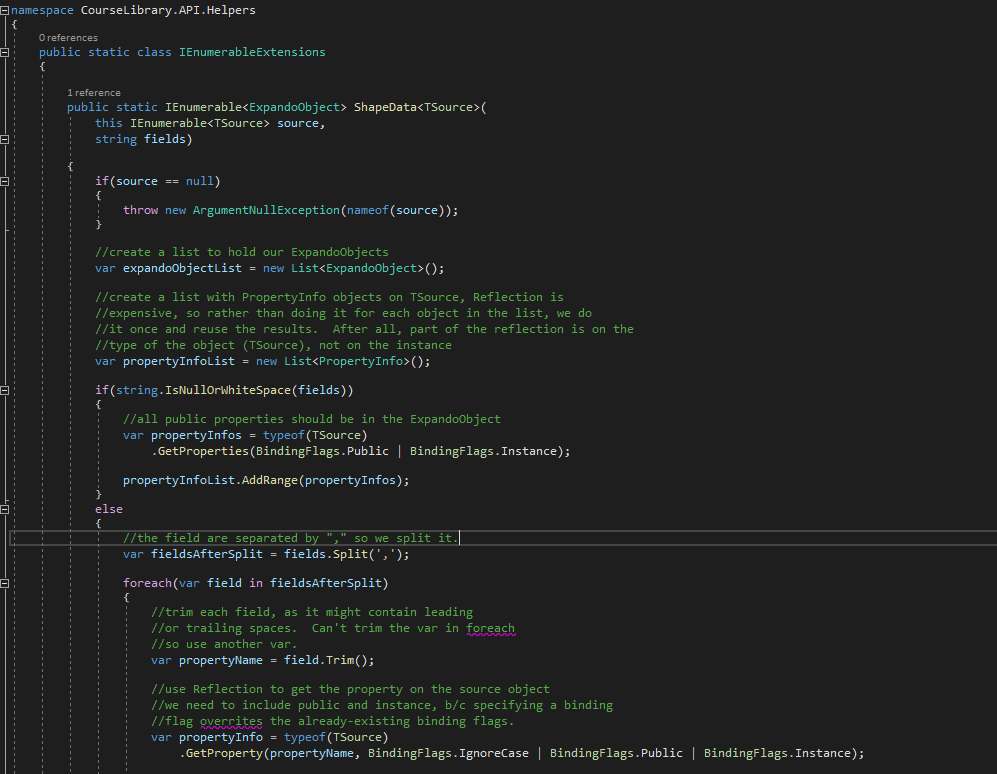 namespace CourseLibrary.API.Helpers
{
0 references
public static class IEnumerableExtensions
{
1 reference
public static IEnumerable<ExpandoObject> ShapeData<TSource>(
this IEnumerable<TSource> source,
string fields)
{
if(source == null)
{
throw new ArgumentNullException(nameof(source));
}
//create a list to hold our ExpandoObjects
var expandoObjectList = new List<ExpandoObject>();
//create a list with PropertyInfo objects on TSource, Reflection is
//expensive, so rather than doing it for each object in the list, we do
//it once and reuse the results.  After all, part of the reflection is on the
//type of the object (TSource), not on the instance
var propertyInfoList = new List<PropertyInfo>();
if(string.IsNullOrWhiteSpace(fields))
{
//all public properties should be in the ExpandoObject
var propertyInfos = typeof(TSource)
.GetProperties(BindingFlags.Public | BindingFlags.Instance);
propertyInfoList.AddRange(propertyInfos);
}
else
{
//the field are separated by "," so we split it.
var fieldsAfterSplit = fields.Split(',');
foreach(var field in fieldsAfterSplit)
{
//trim each field, as it might contain leading
//or trailing spaces.  Can't trim the var in foreach
//so use another var.
var propertyName = field.Trim();
//use Reflection to get the property on the source object
//we need to include public and instance, b/c specifying a binding
//flag overrites the already-existing binding flags.
var propertyInfo = typeof(TSource)
.GetProperty(propertyName, BindingFlags.IgnoreCase | BindingFlags.Public | BindingFlags.Instance);